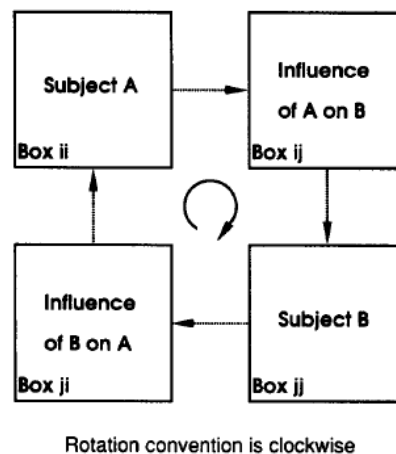 Subject A
Box ii
Influence
of A on B
Box ij
Influence
of B on A
Box ji
Subject B
Box jj
Rotation convention is clockwise